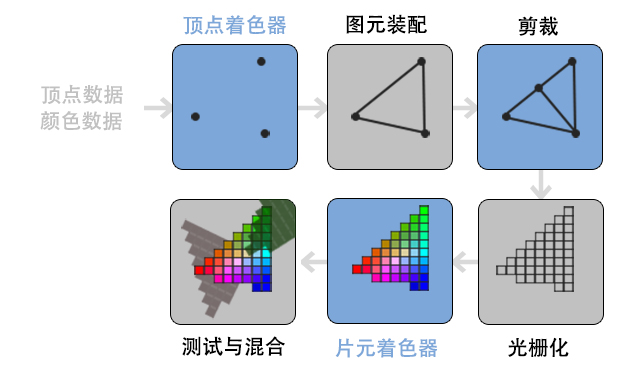 顶点着色器
图元装配
剪裁
顶点数据
颜色数据
测试与混合
片元着色器
光栅化